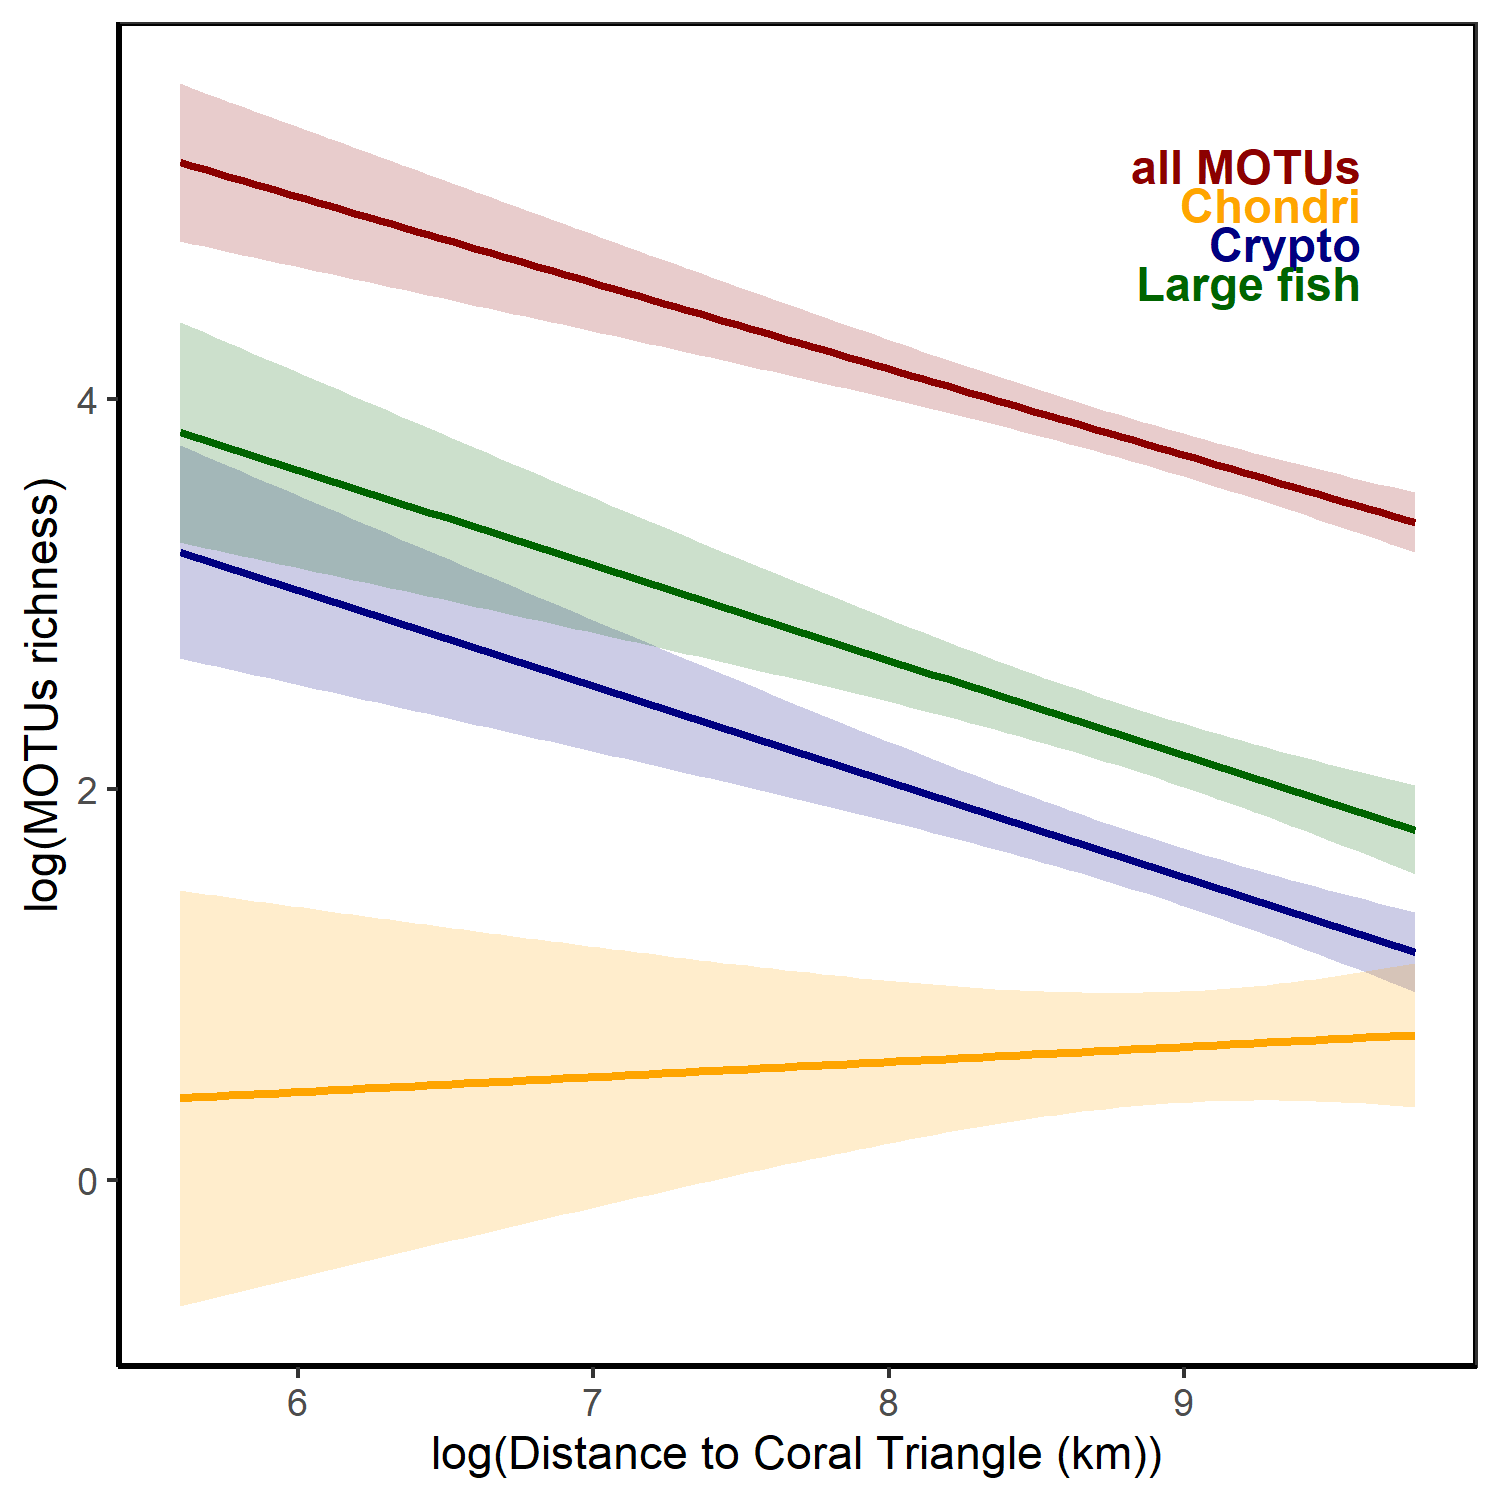 all MOTUs
Chondri
Crypto
Large fish
log(MOTUs richness)
4
2
0
6 7 8 9
log(Distance to Coral Triangle (km))